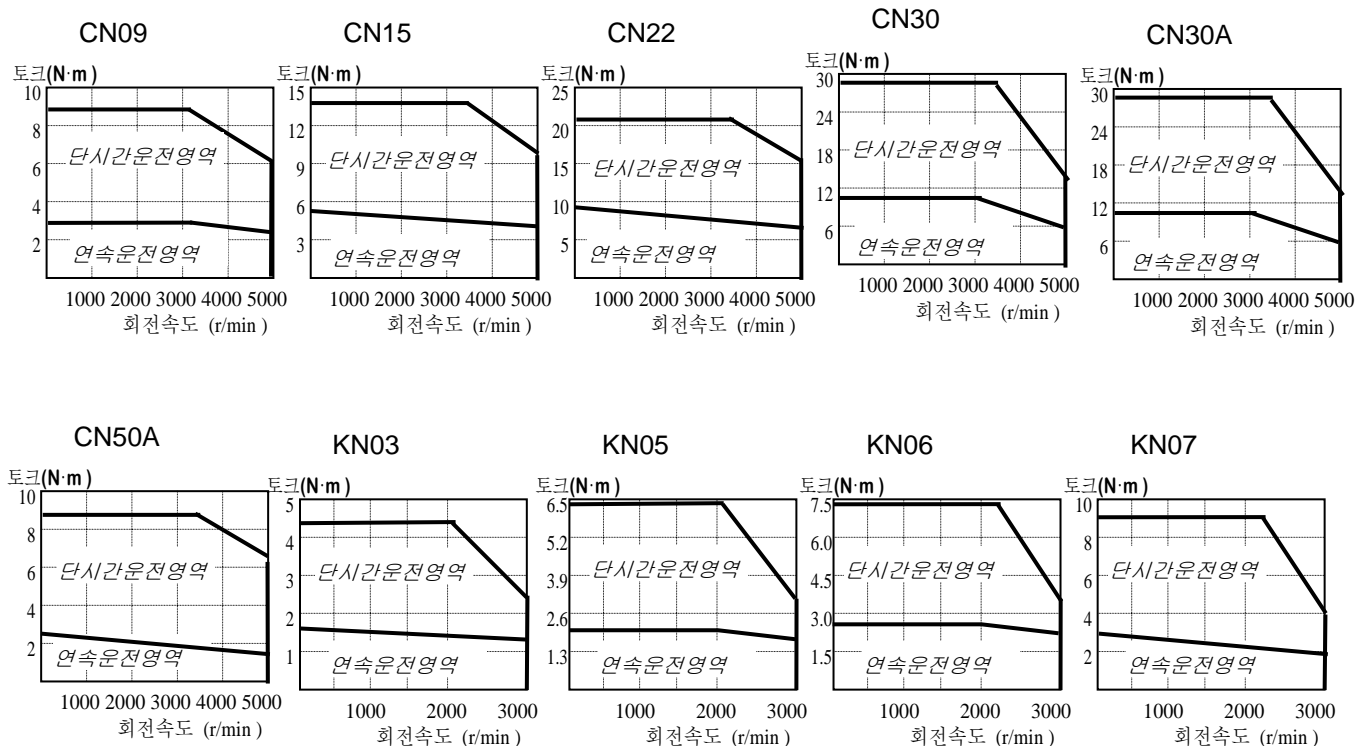 CN09
토크(N·m)
10
8
6
4
2
단시간운전영역
연속운전영역
1000 2000 3000 4000 5000
회전속도 (r/min)
CN15
토크(N·m)
15
12
9
6
3
단시간운전영역
연속운전영역
1000 2000 3000 4000 5000
회전속도 (r/min)
CN22
토크(N·m)
25
20
15
10
5
단시간운전영역
연속운전영역
1000 2000 3000 4000 5000
회전속도 (r/min)
CN30
토크(N·m)
30
24
18
12
6
단시간운전영역
연속운전영역
1000 2000 3000 4000 5000
회전속도 (r/min)
CN30A
토크(N·m)
30
24
18
12
6
단시간운전영역
연속운전영역
1000 2000 3000 4000 5000
회전속도 (r/min)
CN50A
토크(N·m)
10
8
6
4
2
단시간운전영역
연속운전영역
1000 2000 3000 4000 5000
회전속도 (r/min)
KN03
토크(N·m)
5
4
3
2
1
단시간운전영역
연속운전영역
1000 2000 3000
회전속도 (r/min)
KN05
토크(N·m)
6.5
5.2
3.9
2.6
1.3
단시간운전영역
연속운전영역
1000 2000 3000
회전속도 (r/min)
KN06
토크(N·m)
7.5
6.0
4.5
3.0
1.5
단시간운전영역
연속운전영역
1000 2000 3000
회전속도 (r/min)
KN07
토크(N·m)
10
8
6
4
2
단시간운전영역
연속운전영역
1000 2000 3000
회전속도 (r/min)